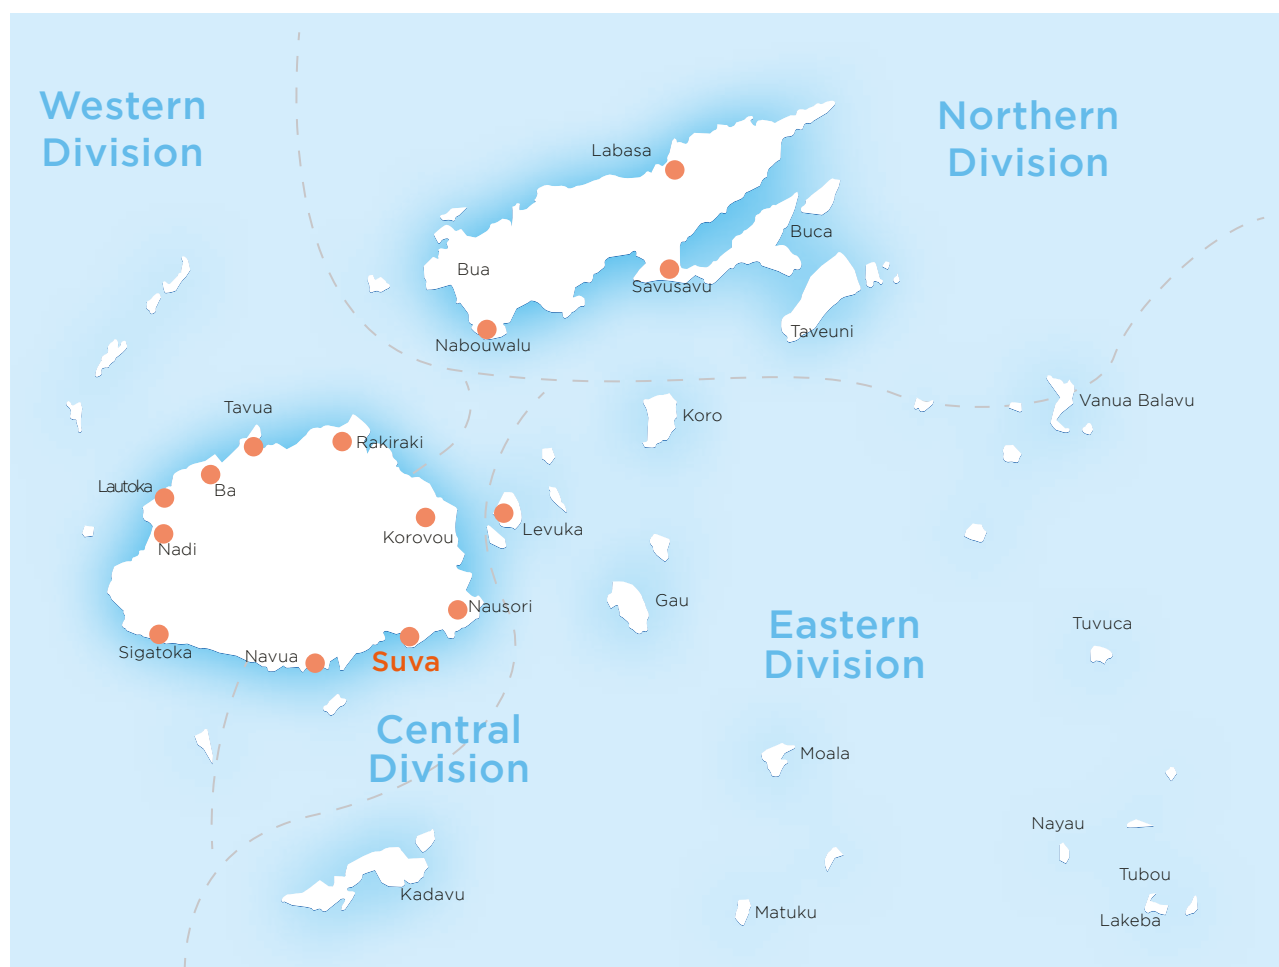 Western
Division
Northern
Division
Labasa
Buca
Bua
Savusavu
Taveuni
Nabouwalu
Vanua Balavu
Tavua
Koro
Rakiraki
Lautoka
Ba
Levuka
Korovou
Nadi
Gau
Nausori
Eastern
Division
Tuvuca
Sigatoka
Navua
Suva
Central
Division
Moala
Nayau
Tubou
Kadavu
Matuku
Lakeba